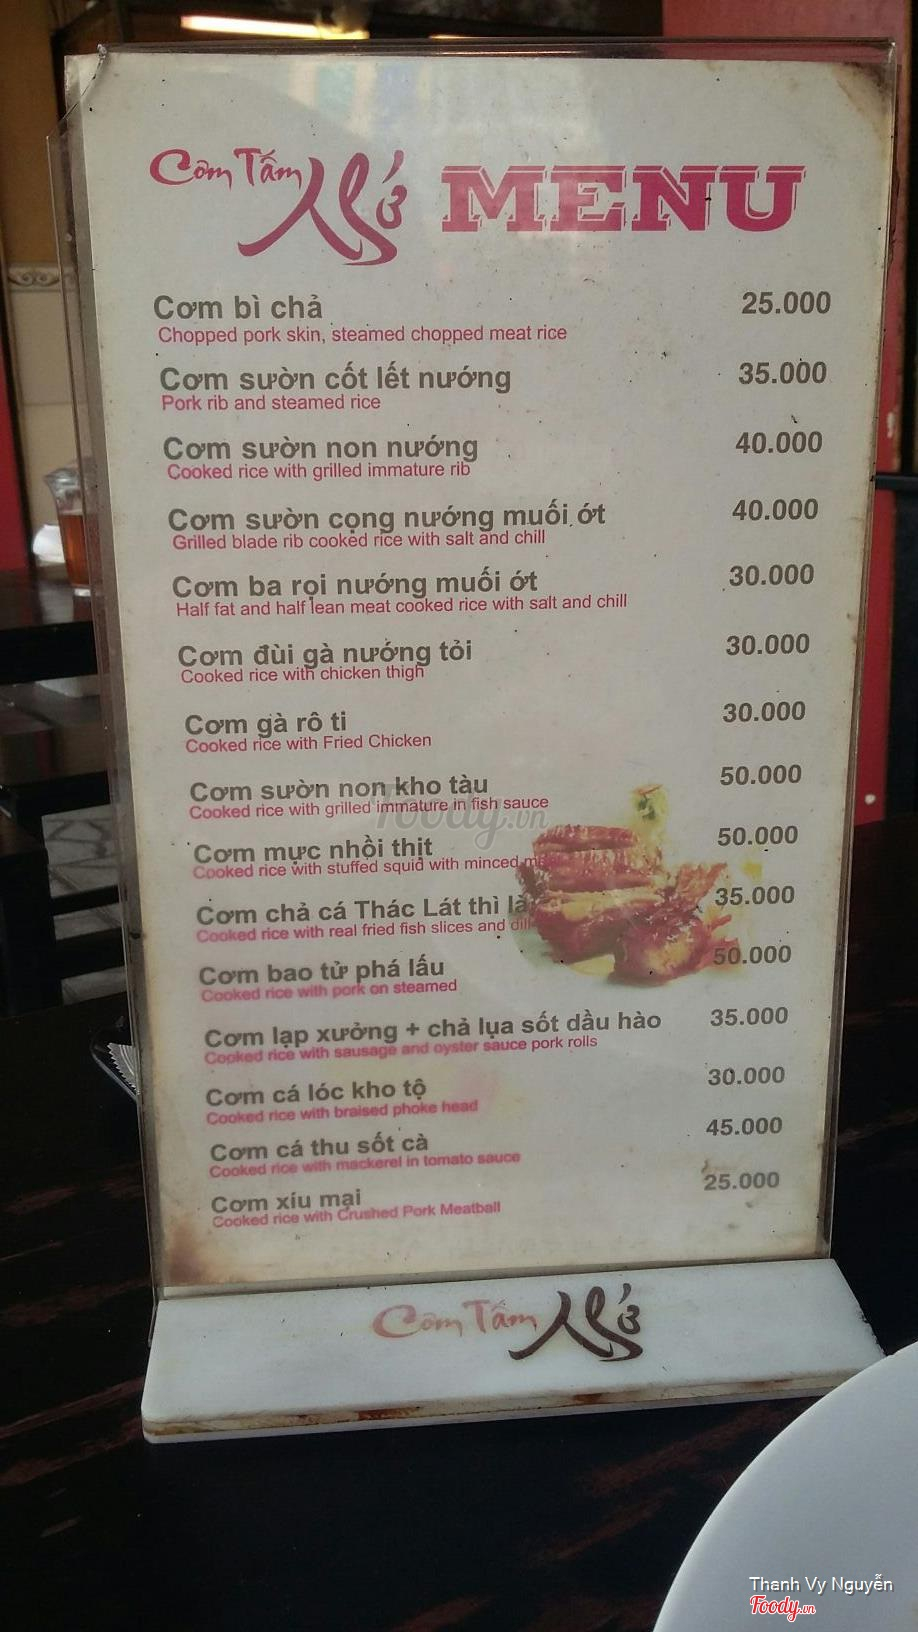 Cơm Tấm Nhớ MENU
Cơm bì chả 25.000
Chopped pork skin, steamed chopped meat rice
Cơm sườn cốt lết nướng 35.000
Pork rib and steamed rice
Cơm sườn non nướng 40.000
Cooked rice with grilled immature rib
Cơm sườn cọng nướng muối ớt 40.000
Grilled blade rib cooked rice with salt and chill
Cơm ba rọi nướng muối ớt 30.000
Half fat and half lean meat cooked rice with salt and chill
Cơm đùi gà nướng tỏi 30.000
Cooked rice with chicken thigh
Cơm gà rô ti 30.000
Cooked rice with Fried Chicken
Cơm sườn non kho tàu 50.000
Cooked rice with grilled immature in fish sauce
Foody.vn
Cơm mực nhồi thịt 50.000
Cooked rice with stuffed squid with minced
Cơm chả cá Thác Lát thì là 35.000
Cooked rice with real fried fish slices and dill
Cơm bao tử phá lấu 50.000
Cooked rice with pork on steamed
Cơm lạp xưởng + chả lụa sốt dầu hào 35.000
Cooked rice with sausage and oyster sauce pork rolls
Cơm cá lóc kho tộ 30.000
Cooked rice with braised phoke head
Cơm cá thu sốt cà 45.000
Cooked rice with mackerel in tomato sauce
Cơm xíu mại 25.000
Cooked rice with Crushed Pork Meatball
Cơm Tấm Nhớ
Thanh Vy Nguyễn
Foody.vn